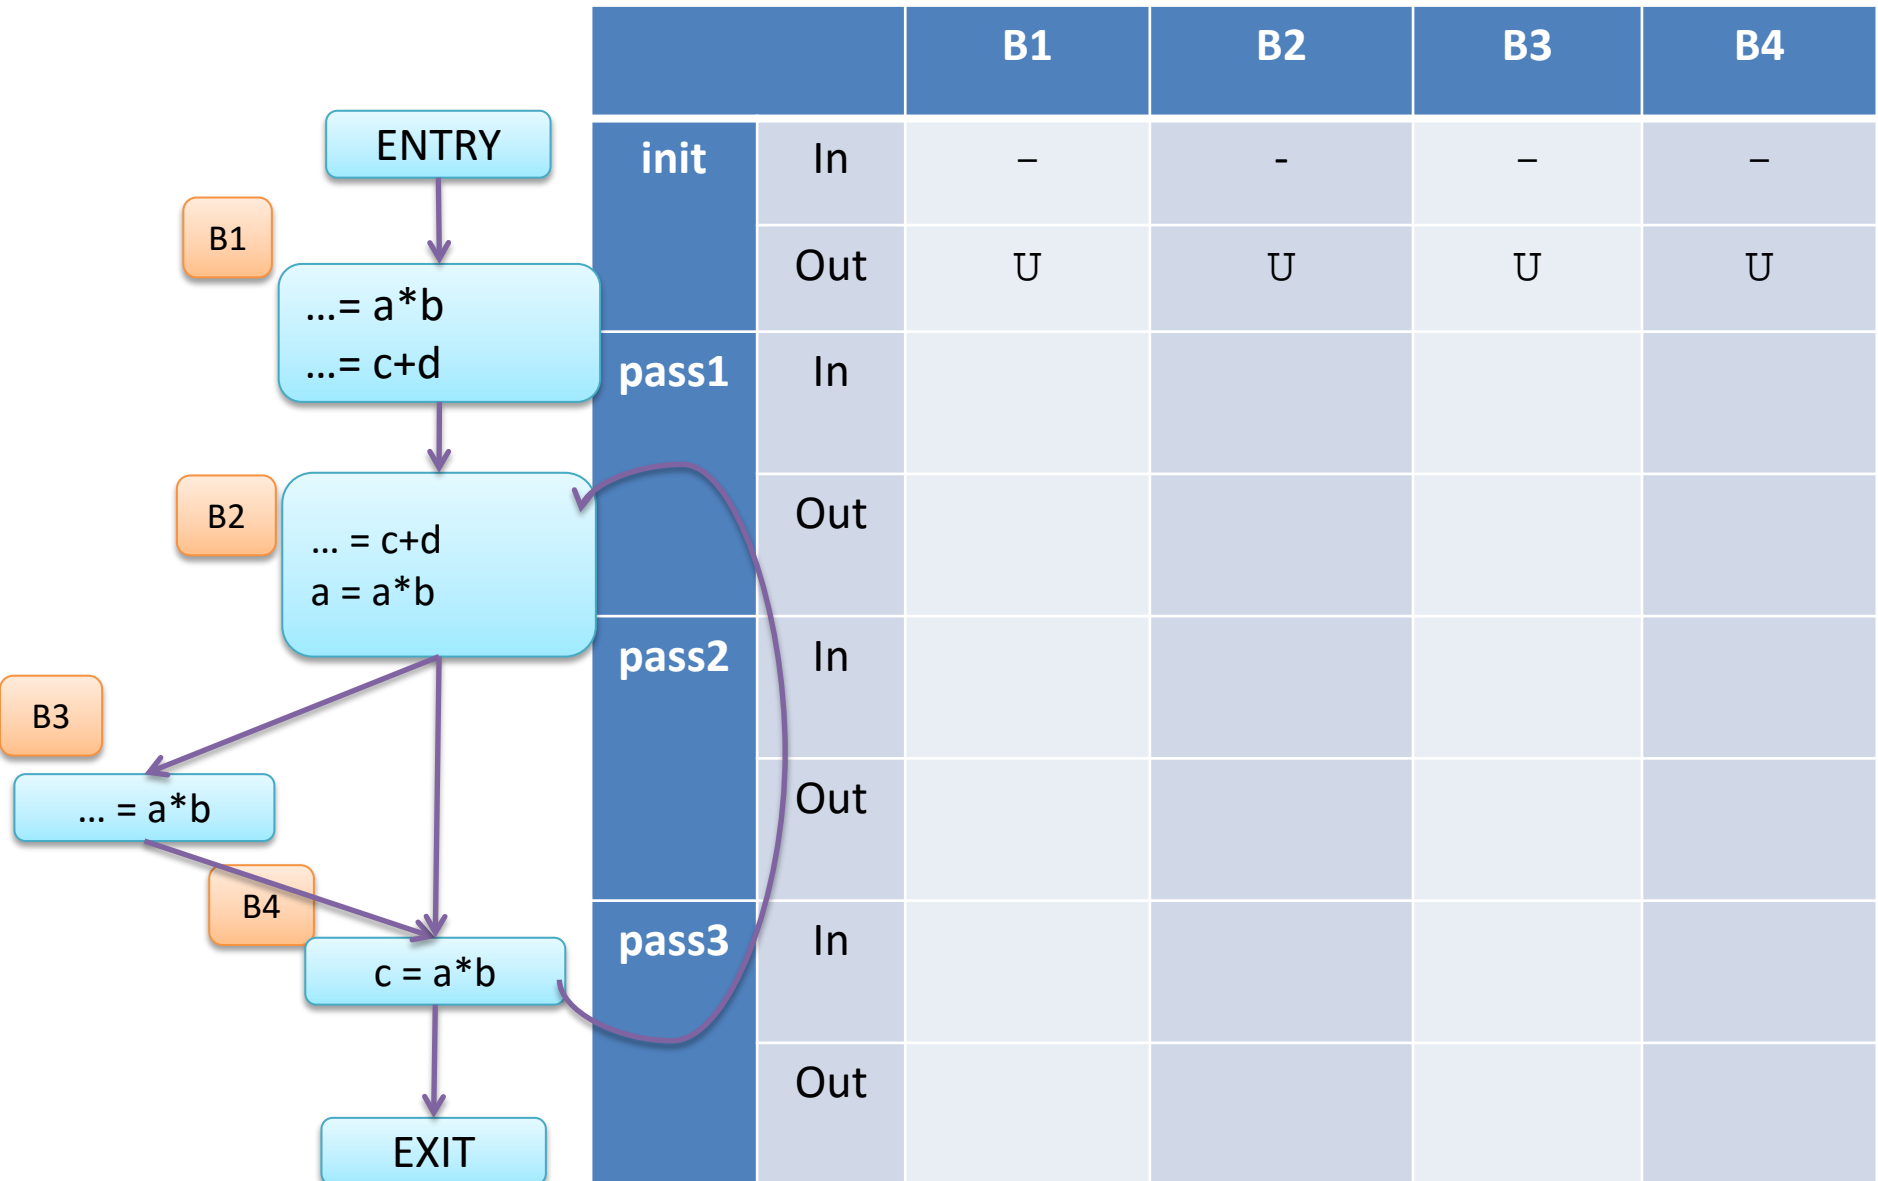 ENTRY
B1
...= a*b
...= c+d
B2
... = c+d
a = a*b
B3
... = a*b
B4
c = a*b
EXIT
B1 B2 B3 B4
init In – - – –
Out U U U U
pass1 In
Out
pass2 In
Out
pass3 In
Out